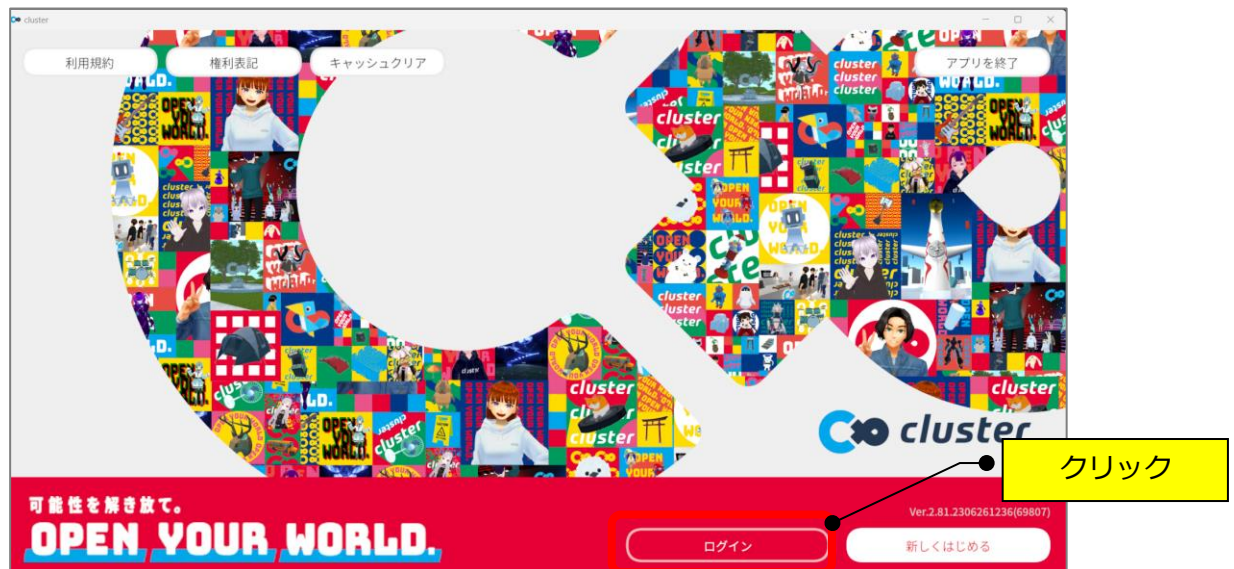 cluster
利用規約
権利表記
キャッシュクリア
アプリを終了
cluster
クリック
可能性を解き放て。
OPEN YOUR WORLD.
Ver.2.81.2306261236(69807)
ログイン
新しくはじめる